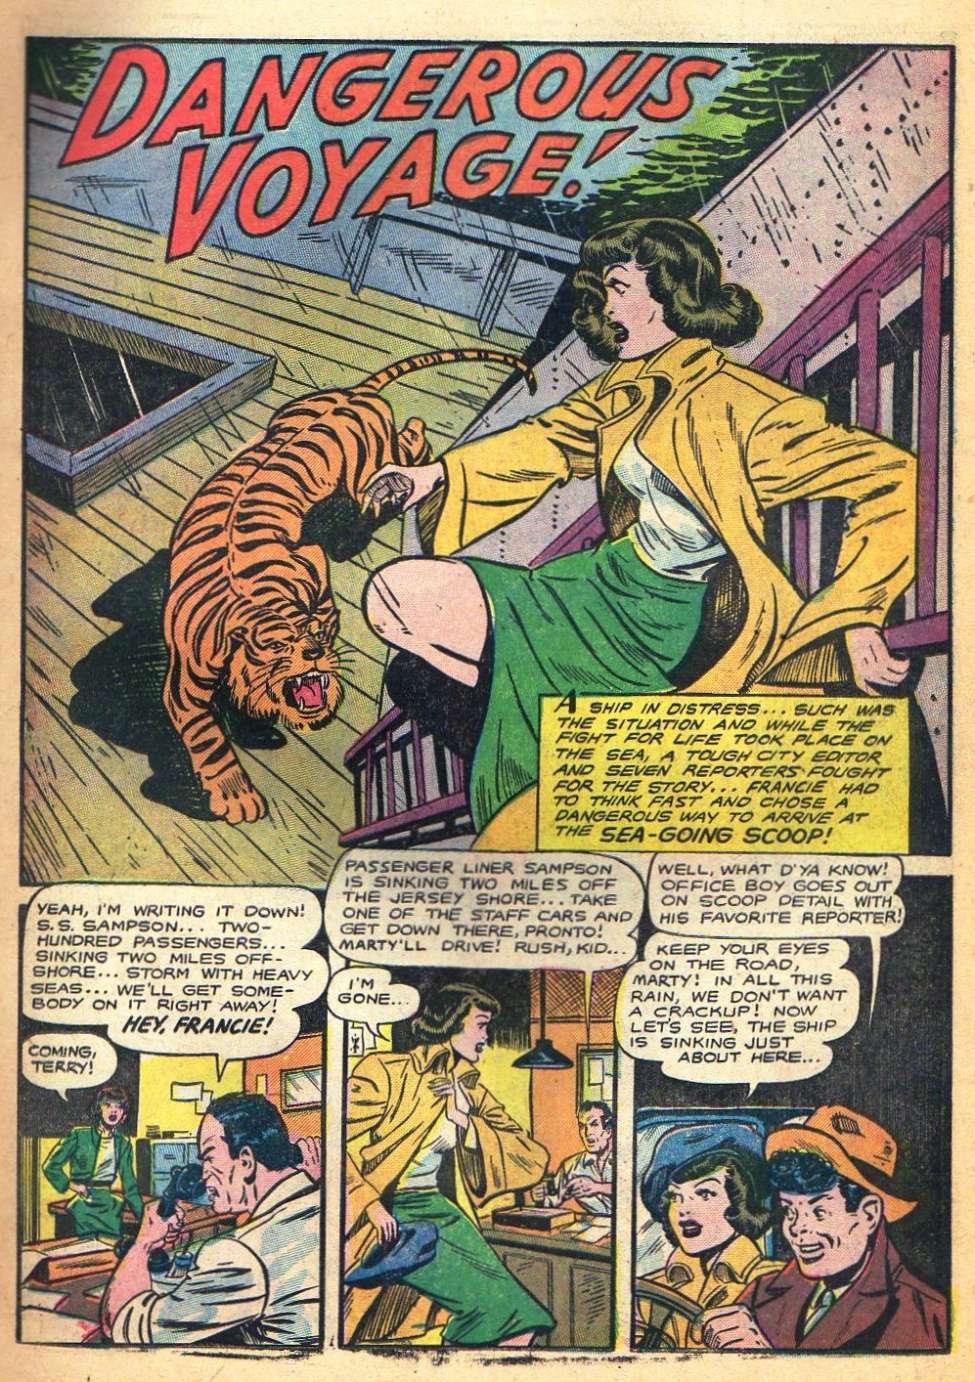 DANGEROUS
VOYAGE!
A SHIP IN DISTRESS... SUCH WAS
THE SITUATION AND WHILE THE
FIGHT FOR LIFE TOOK PLACE ON
THE SEA, A TOUGH CITY EDITOR
AND SEVEN REPORTERS FOUGHT
FOR THE STORY... FRANCIE HAD
TO THINK FAST AND CHOSE A
DANGEROUS WAY TO ARRIVE AT
THE SEA-GOING SCOOP!
YEAH, I'M WRITING IT DOWN!
S.S. SAMPSON... TWO-
HUNDRED PASSENGERS...
SINKING TWO MILES OFF-
SHORE... STORM WITH HEAVY
SEAS... WE'LL GET SOME-
BODY ON IT RIGHT AWAY!
HEY, FRANCIE!
COMING,
TERRY!
PASSENGER LINER SAMPSON
IS SINKING TWO MILES OFF
THE JERSEY SHORE... TAKE
ONE OF THE STAFF CARS AND
GET DOWN THERE, PRONTO!
MARTY'LL DRIVE! RUSH, KID...
I'M
GONE...
WELL, WHAT D'YA KNOW!
OFFICE BOY GOES OUT
ON SCOOP DETAIL WITH
HIS FAVORITE REPORTER!
KEEP YOUR EYES
ON THE ROAD,
MARTY! IN ALL THIS
RAIN, WE DON'T WANT
A CRACKUP! NOW
LET'S SEE, THE SHIP
IS SINKING JUST
ABOUT HERE...